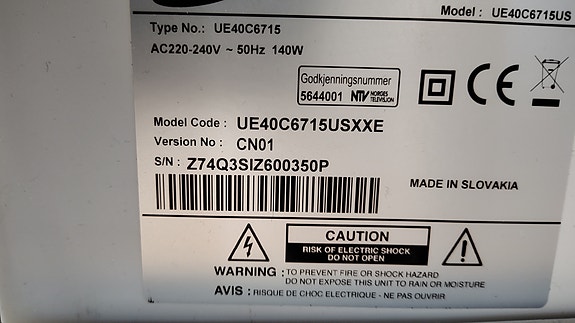 Model : UE40C6715US
Type No.: UE40C6715
AC220-240V ~ 50Hz 140W
Godkjenningsnummer
5644001 NTV NORGES TELEVISJON
Model Code : UE40C6715USXXE
Version No : CN01
S/N : Z74Q3SIZ600350P
MADE IN SLOVAKIA
CAUTION
RISK OF ELECTRIC SHOCK
DO NOT OPEN
WARNING : TO PREVENT FIRE OR SHOCK HAZARD
DO NOT EXPOSE THIS UNIT TO RAIN OR MOISTURE
AVIS : RISQUE DE CHOC ELECTRIQUE - NE PAS OUVRIR